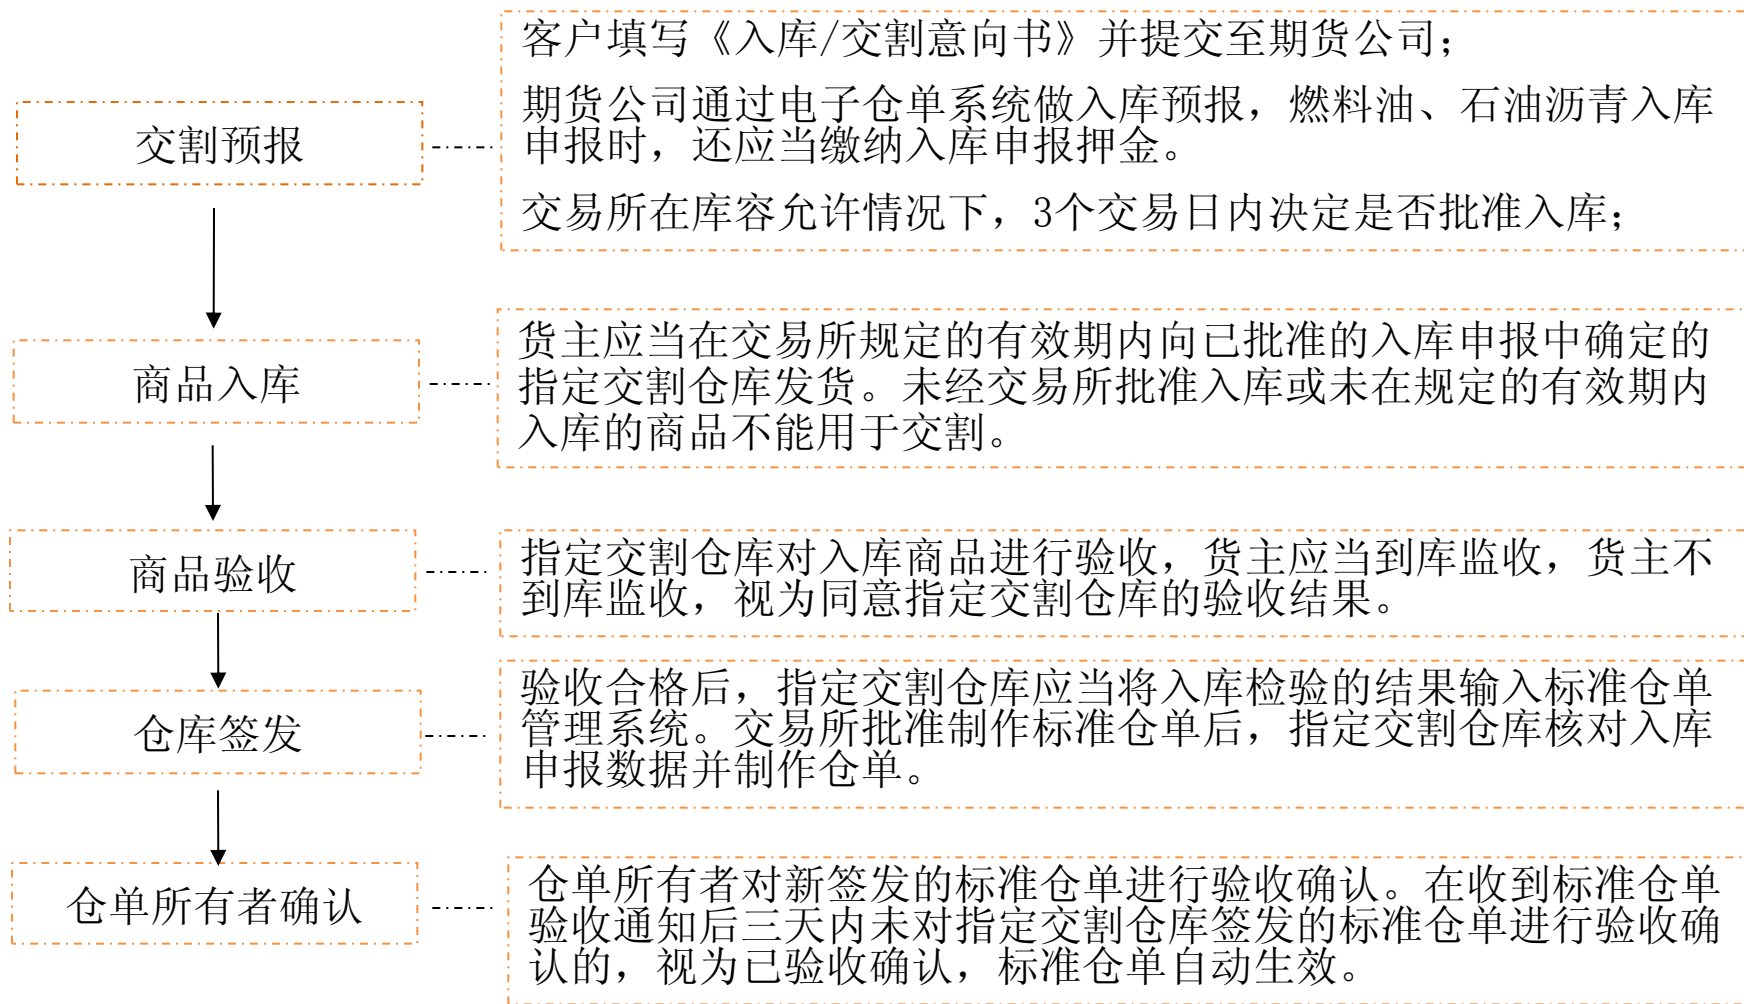 客户填写《入库/交割意向书》并提交至期货公司；
期货公司通过电子仓单系统做入库预报，燃料油、石油沥青入库
申报时，还应当缴纳入库申报押金。
交易所在库容允许情况下，3个交易日内决定是否批准入库；
交割预报
货主应当在交易所规定的有效期内向已批准的入库申报中确定的
指定交割仓库发货。未经交易所批准入库或未在规定的有效期内
入库的商品不能用于交割。
商品入库
指定交割仓库对入库商品进行验收，货主应当到库监收，货主不
到库监收，视为同意指定交割仓库的验收结果。
商品验收
验收合格后，指定交割仓库应当将入库检验的结果输入标准仓单
管理系统。交易所批准制作标准仓单后，指定交割仓库核对入库
申报数据并制作仓单。
仓库签发
仓单所有者对新签发的标准仓单进行验收确认。在收到标准仓单
验收通知后三天内未对指定交割仓库签发的标准仓单进行验收确
认的，视为已验收确认，标准仓单自动生效。
仓单所有者确认